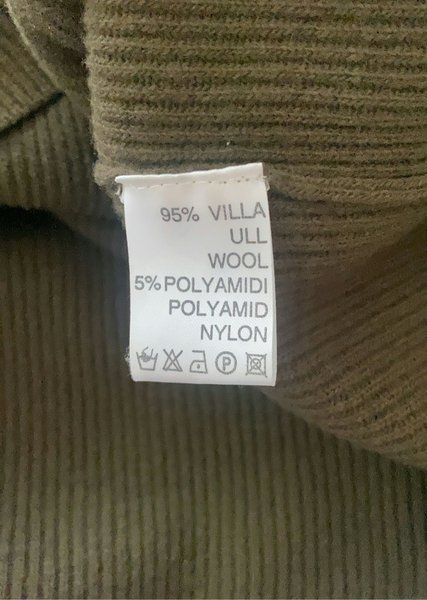 95% VILLA
ULL
WOOL
5% POLYAMIDI
POLYAMID
NYLON
P